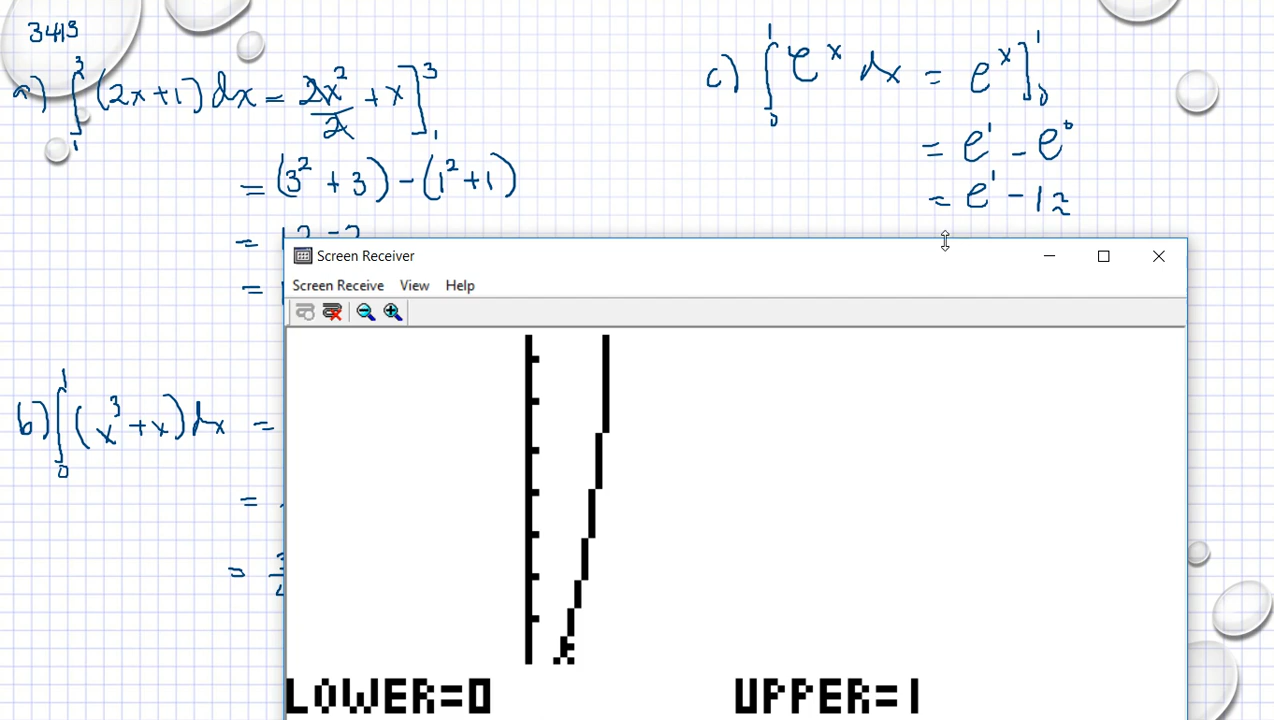 3413
a) ∫₁³ (2x+1) dx = 2x²/2 + x ]₁³
= (3² + 3) - (1² + 1)
=
=
b) ∫₀¹ (x³ + x) dx =
=
=
c) ∫₀¹ eˣ dx = eˣ ]₀¹
= e¹ - e⁰
= e¹ - 1
Screen Receiver
Screen Receive View Help
LOWER=0 UPPER=1